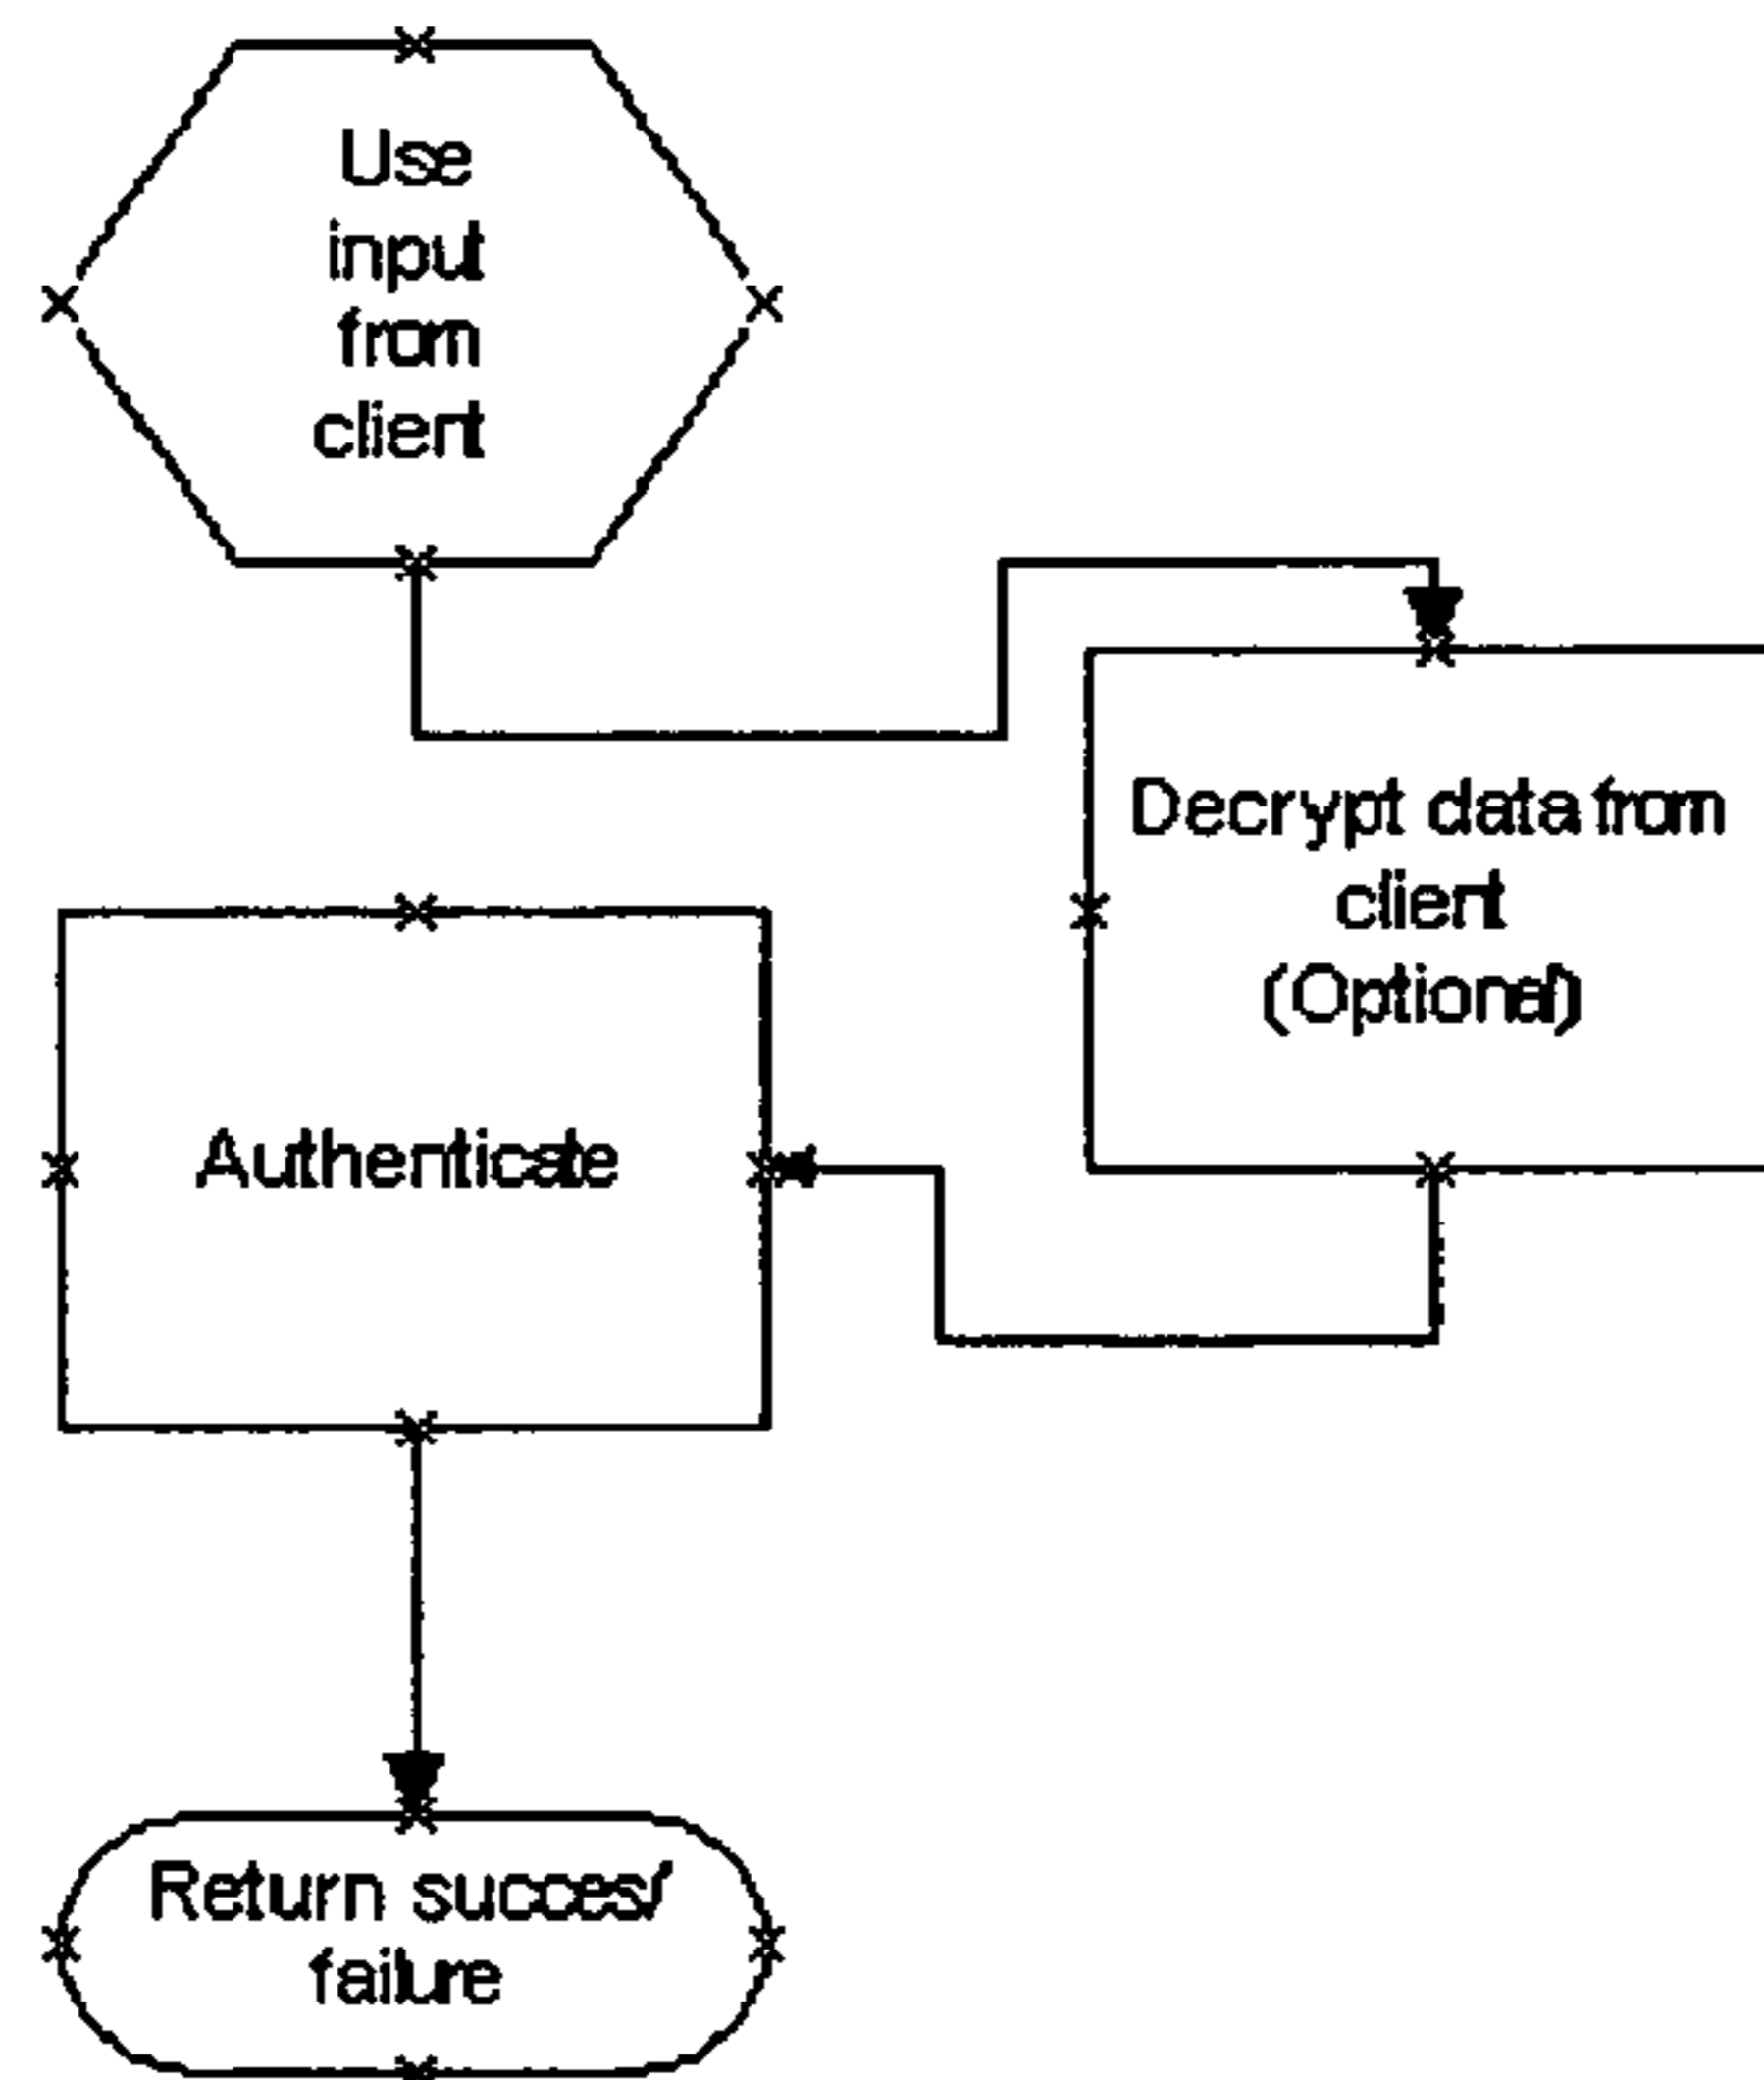 Use
input
from
client
Decrypt data from
client
(Optional)
Authenticate
Return succes/
failure